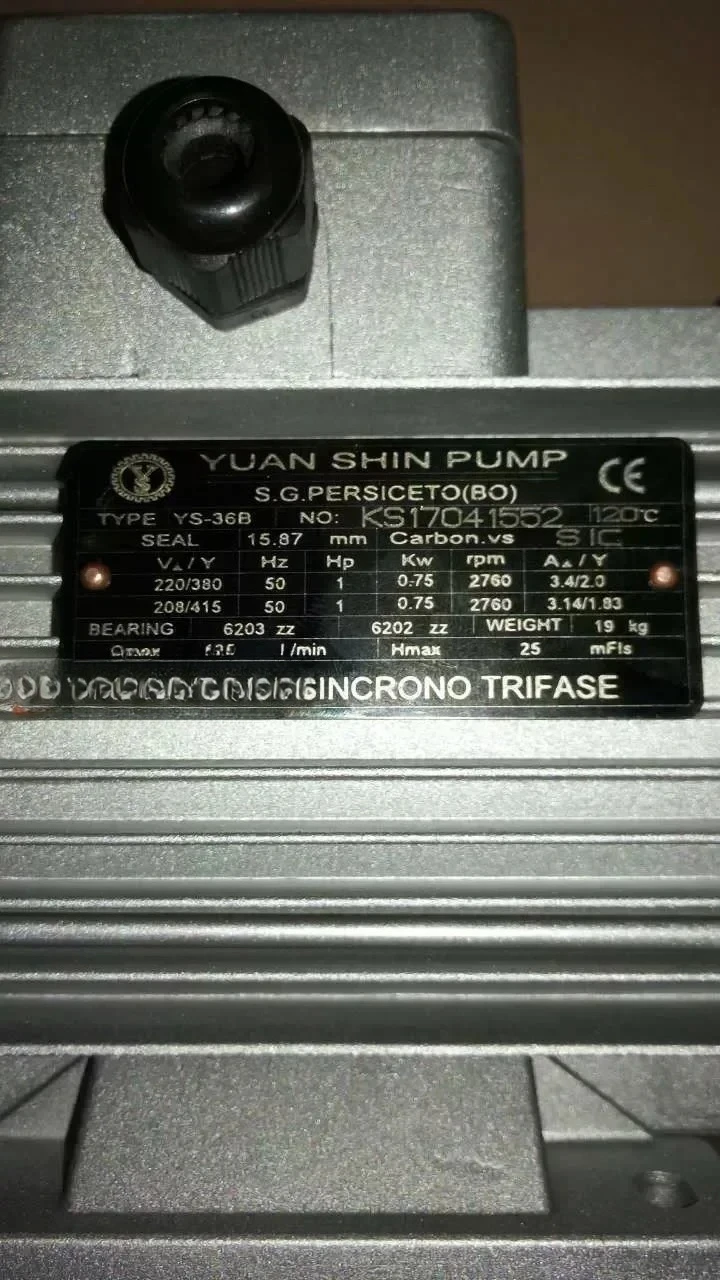 YUAN SHIN PUMP CE
YS
S.G.PERSICETO(BO)
TYPE YS-36B NO: KS17041552 120°C
SEAL 15.87 mm Carbon.vs SIC
V▲/Y Hz Hp Kw rpm A▲/Y
220/380 50 1 0.75 2760 3.4/2.0
208/415 50 1 0.75 2760 3.14/1.83
BEARING 6203 zz 6202 zz WEIGHT 19 kg
Qmax l/min Hmax 25 mFls
INCRONO TRIFASE